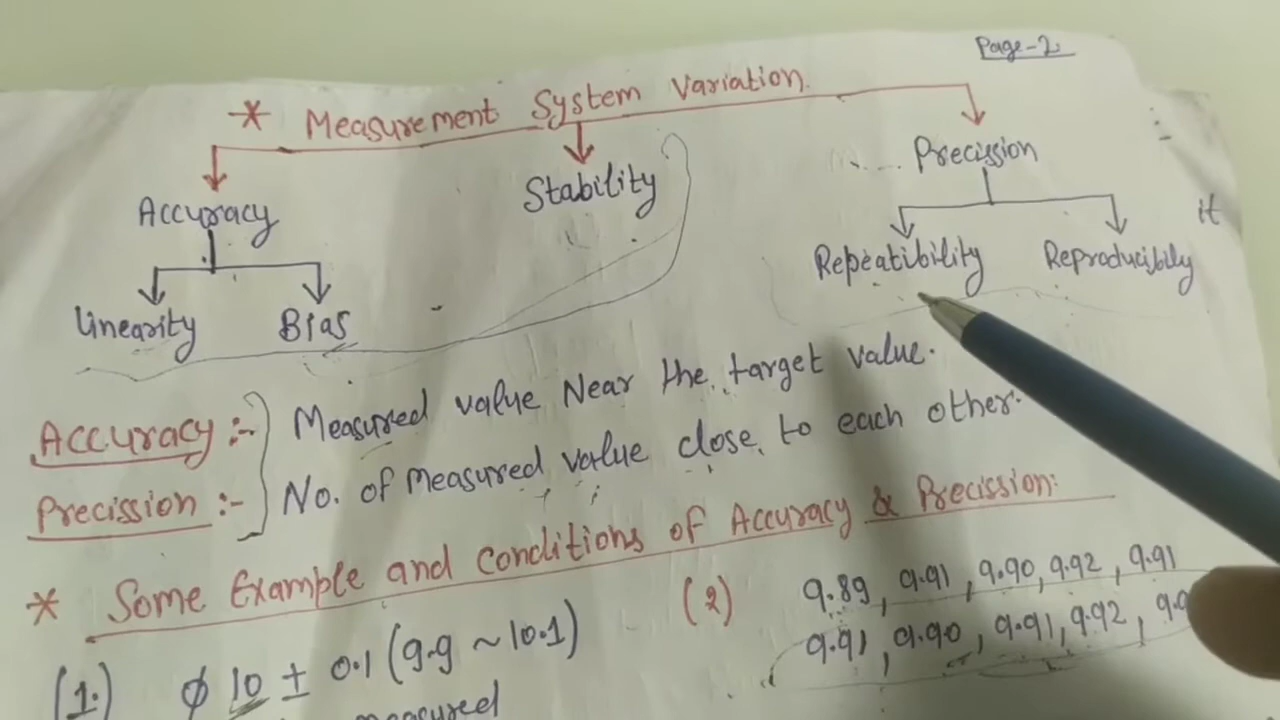 Page-2
* Measurement System Variation
Accuracy Stability Precission
Linearity Bias Repeatibility Reproducibily
it
Accuracy :- Measured value Near the target value.
Precission :- No. of measured value close to each other.
* Some Example and conditions of Accuracy & Precission:
(1.) φ 10 ± 0.1 (9.9 ~ 10.1)
measured
(2) 9.89, 9.91, 9.90, 9.92, 9.91
9.91, 9.90, 9.91, 9.92,